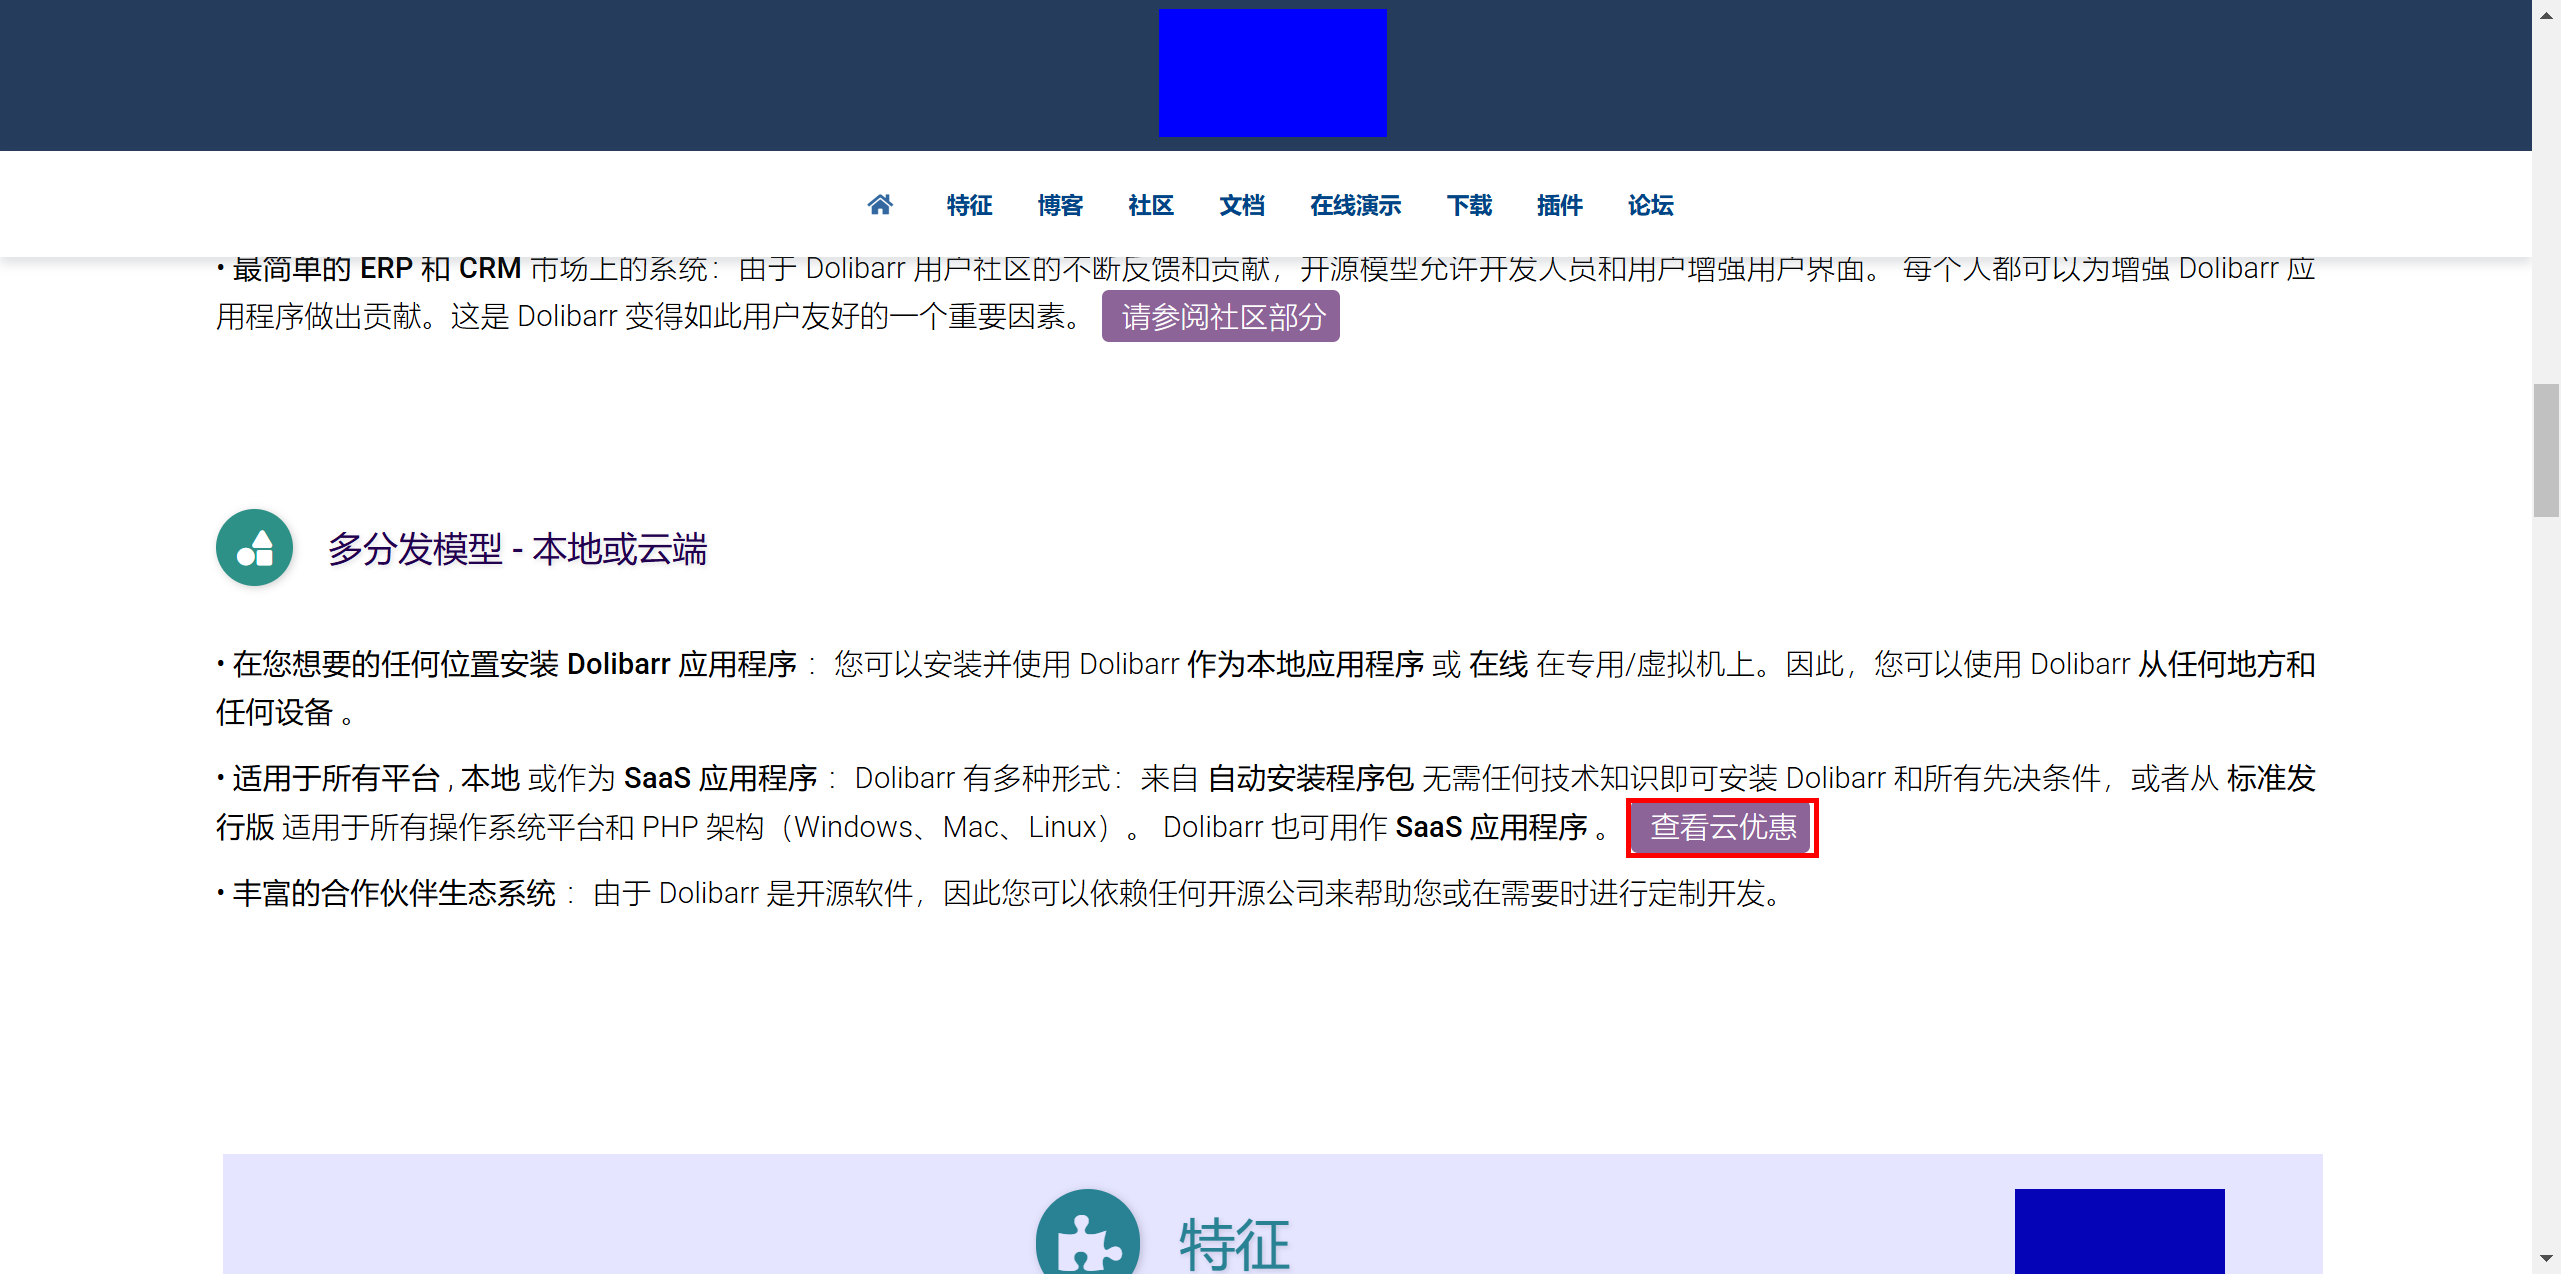 特征 博客 社区 文档 在线演示 下载 插件 论坛
• 最简单的 ERP 和 CRM 市场上的系统：由于 Dolibarr 用户社区的不断反馈和贡献，开源模型允许开发人员和用户增强用户界面。 每个人都可以为增强 Dolibarr 应
用程序做出贡献。这是 Dolibarr 变得如此用户友好的一个重要因素。 请参阅社区部分
多分发模型 - 本地或云端
• 在您想要的任何位置安装 Dolibarr 应用程序 ：您可以安装并使用 Dolibarr 作为本地应用程序 或 在线 在专用/虚拟机上。因此，您可以使用 Dolibarr 从任何地方和
任何设备 。
• 适用于所有平台 , 本地 或作为 SaaS 应用程序 ：Dolibarr 有多种形式：来自 自动安装程序包 无需任何技术知识即可安装 Dolibarr 和所有先决条件，或者从 标准发
行版 适用于所有操作系统平台和 PHP 架构（Windows、Mac、Linux）。 Dolibarr 也可用作 SaaS 应用程序 。 查看云优惠
• 丰富的合作伙伴生态系统 ：由于 Dolibarr 是开源软件，因此您可以依赖任何开源公司来帮助您或在需要时进行定制开发。
特征